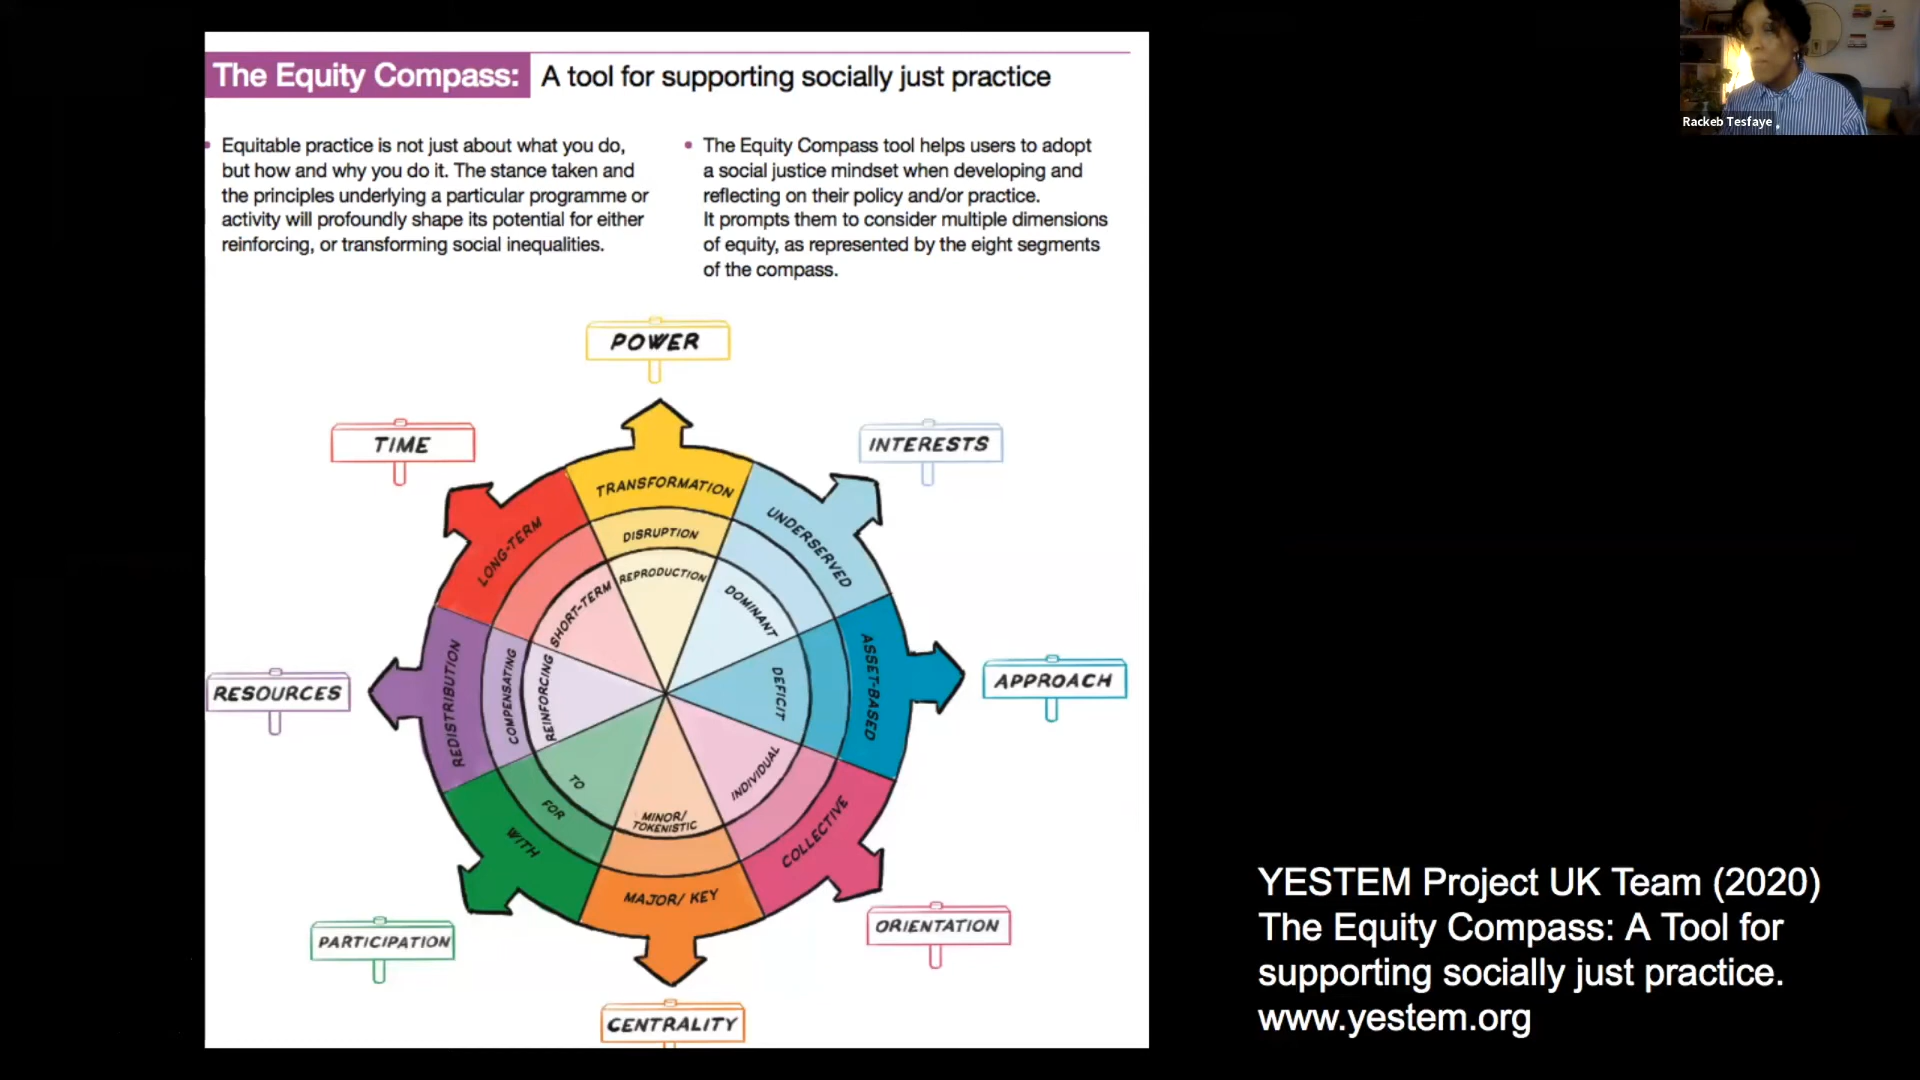 The Equity Compass: A tool for supporting socially just practice
Equitable practice is not just about what you do,
but how and why you do it. The stance taken and
the principles underlying a particular programme or
activity will profoundly shape its potential for either
reinforcing, or transforming social inequalities.
The Equity Compass tool helps users to adopt
a social justice mindset when developing and
reflecting on their policy and/or practice.
It prompts them to consider multiple dimensions
of equity, as represented by the eight segments
of the compass.
POWER
TIME
INTERESTS
RESOURCES
APPROACH
PARTICIPATION
ORIENTATION
CENTRALITY
TRANSFORMATION
DISRUPTION
REPRODUCTION
UNDERSERVED
DOMINANT
ASSET-BASED
DEFICIT
COLLECTIVE
INDIVIDUAL
MAJOR/ KEY
MINOR/
TOKENISTIC
WITH
FOR
TO
REDISTRIBUTION
COMPENSATING
REINFORCING
LONG-TERM
SHORT-TERM
YESTEM Project UK Team (2020)
The Equity Compass: A Tool for
supporting socially just practice.
www.yestem.org
Rackeb Tesfaye